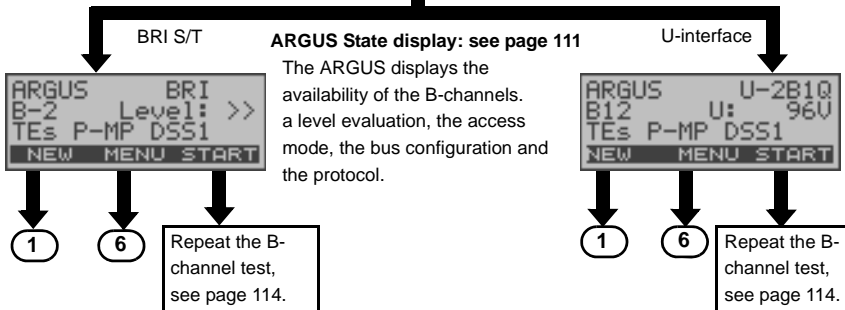 BRI S/T
ARGUS State display: see page 111
U-interface
The ARGUS displays the
availability of the B-channels.
a level evaluation, the access
mode, the bus configuration and
the protocol.
ARGUS BRI
B-2 Level: >>
TEs P-MP DSS1
NEW MENU START
1
6
Repeat the B-
channel test,
see page 114.
ARGUS U-2B1Q
B12 U: 96V
TEs P-MP DSS1
NEW MENU START
1
6
Repeat the B-
channel test,
see page 114.